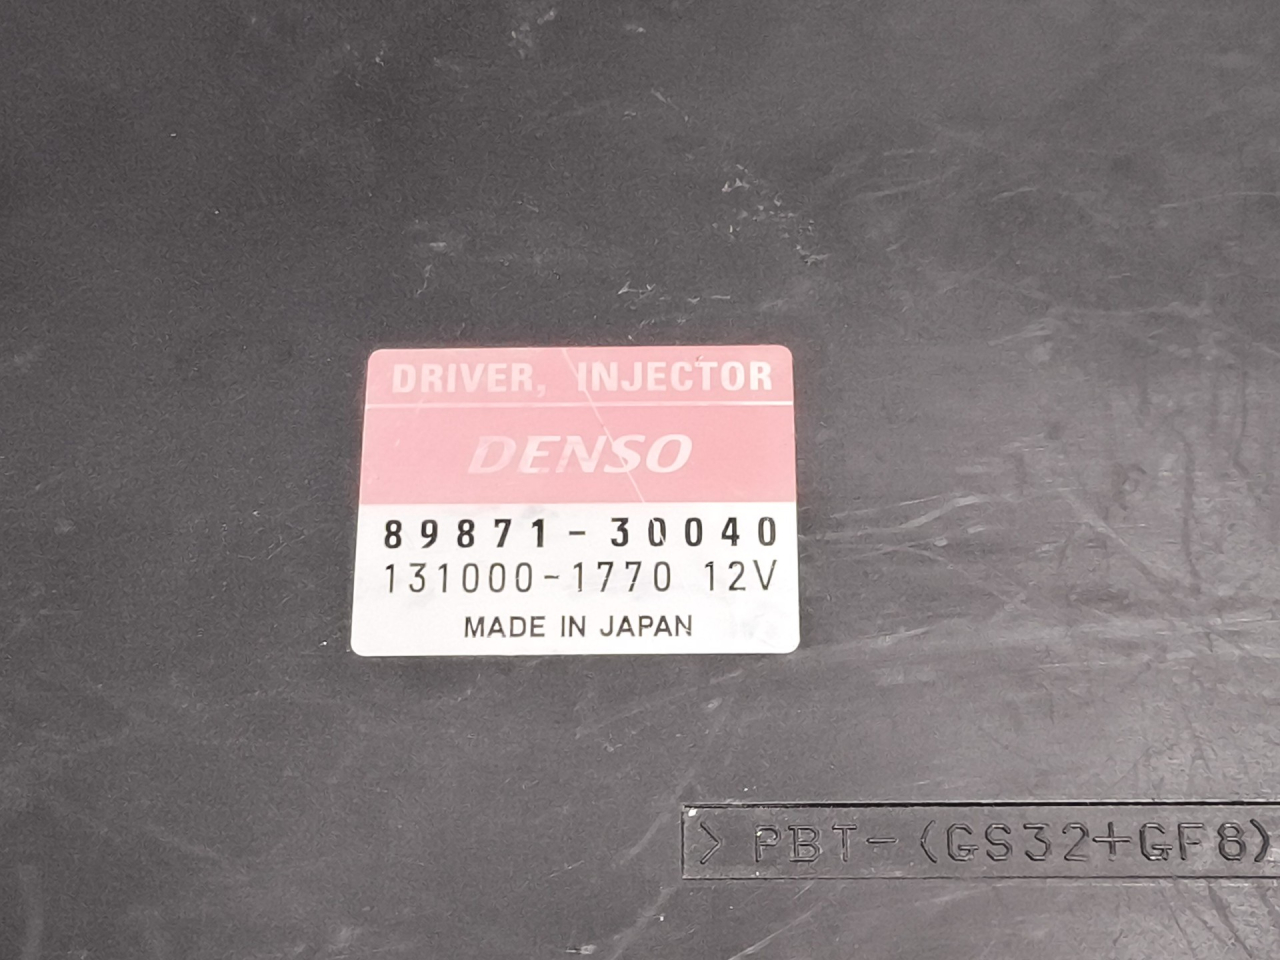 DRIVER, INJECTOR
DENSO
89871-30040
131000-1770 12V
MADE IN JAPAN
> PBT-(GS32+GF8)